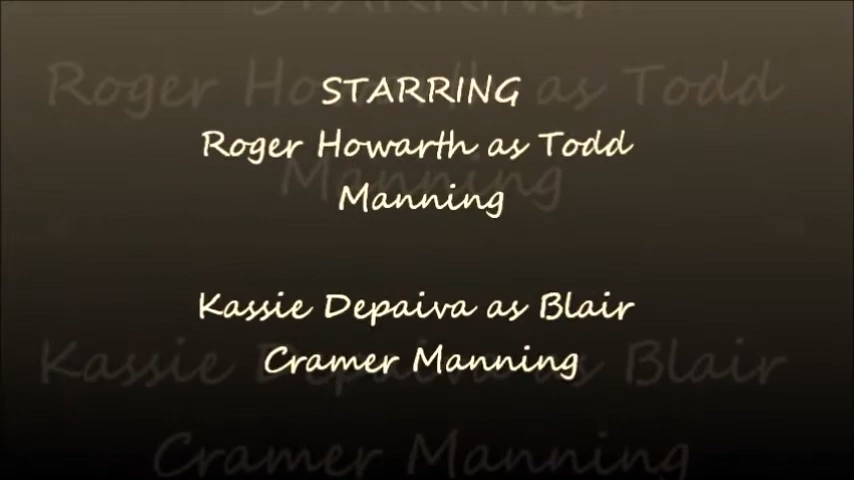 STARRING
Roger Howarth as Todd
Manning
Kassie Depaiva as Blair
Cramer Manning